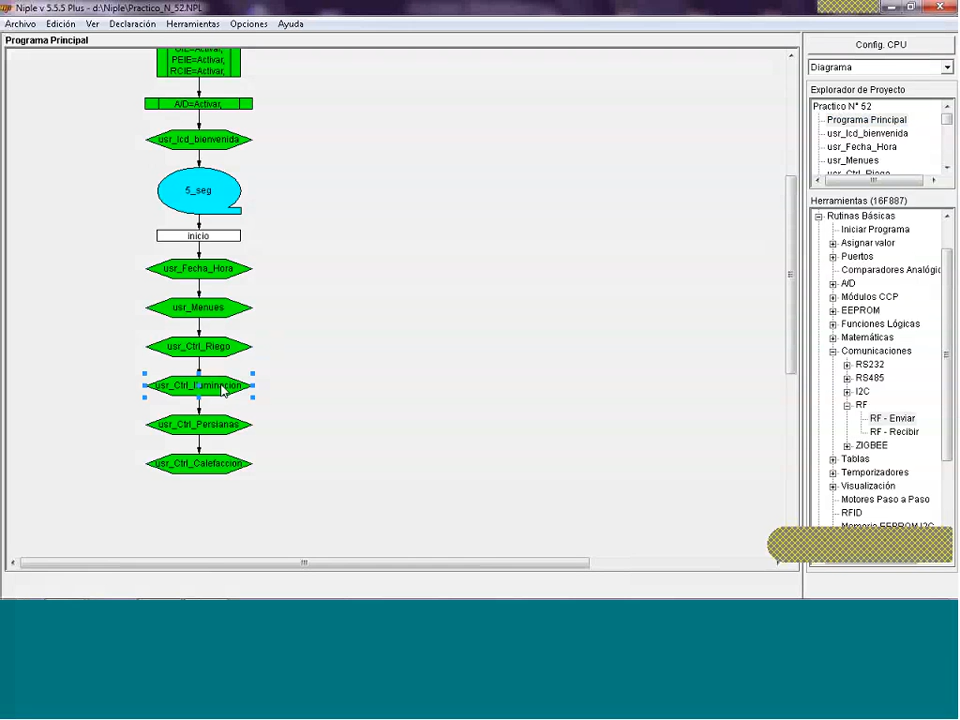 Niple v 5.5.5 Plus - d:\Niple\Practico_N_52.NPL
Archivo Edición Ver Declaración Herramientas Opciones Ayuda
Programa Principal
PEIE=Activar,
RCIE=Activar,
A/D=Activar,
usr_lcd_bienvenida
5_seg
inicio
usr_Fecha_Hora
usr_Menues
usr_Ctrl_Riego
usr_Ctrl_Iluminacion
usr_Ctrl_Persianas
usr_Ctrl_Calefaccion
Config. CPU
Diagrama
Explorador de Proyecto
Practico N° 52
Programa Principal
usr_lcd_bienvenida
usr_Fecha_Hora
usr_Menues
usr_Ctrl_Riego
Herramientas (16F887)
Rutinas Básicas
Iniciar Programa
Asignar valor
Puertos
Comparadores Analógic
A/D
Módulos CCP
EEPROM
Funciones Lógicas
Matemáticas
Comunicaciones
RS232
RS485
I2C
RF
RF - Enviar
RF - Recibir
ZIGBEE
Tablas
Temporizadores
Visualización
Motores Paso a Paso
RFID
Memoria EEPROM I2C